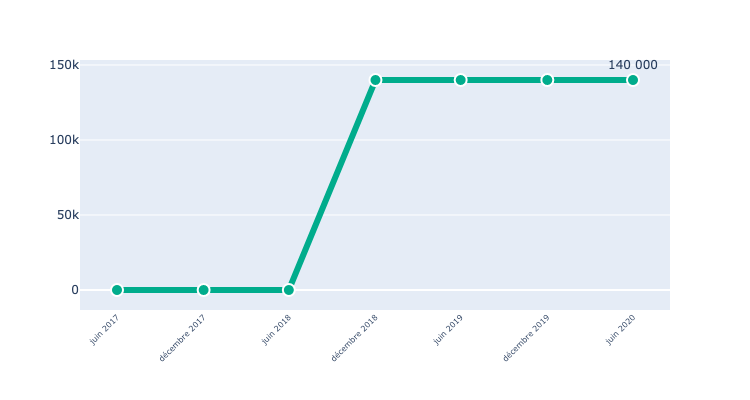 150k
140 000
100k
50k
0
juin 2017
décembre 2017
juin 2018
décembre 2018
juin 2019
décembre 2019
juin 2020